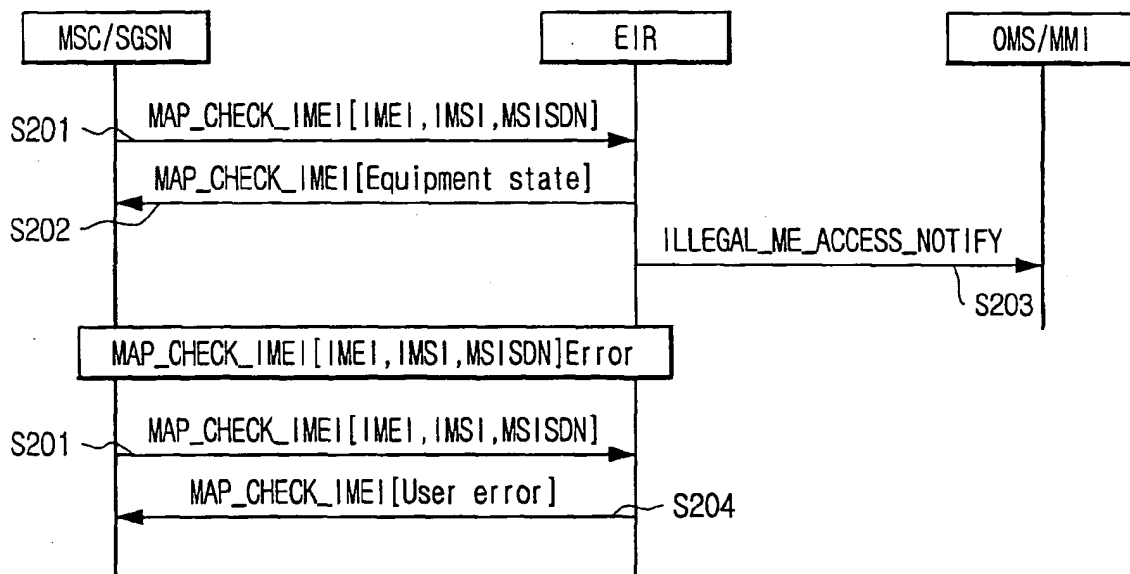 MSC/SGSN
EIR
OMS/MMI
MAP_CHECK_IMEI[IMEI,IMSI,MSISDN]
S201
MAP_CHECK_IMEI[Equipment state]
S202
ILLEGAL_ME_ACCESS_NOTIFY
S203
MAP_CHECK_IMEI[IMEI,IMSI,MSISDN]Error
MAP_CHECK_IMEI[IMEI,IMSI,MSISDN]
S201
MAP_CHECK_IMEI[User error]
S204